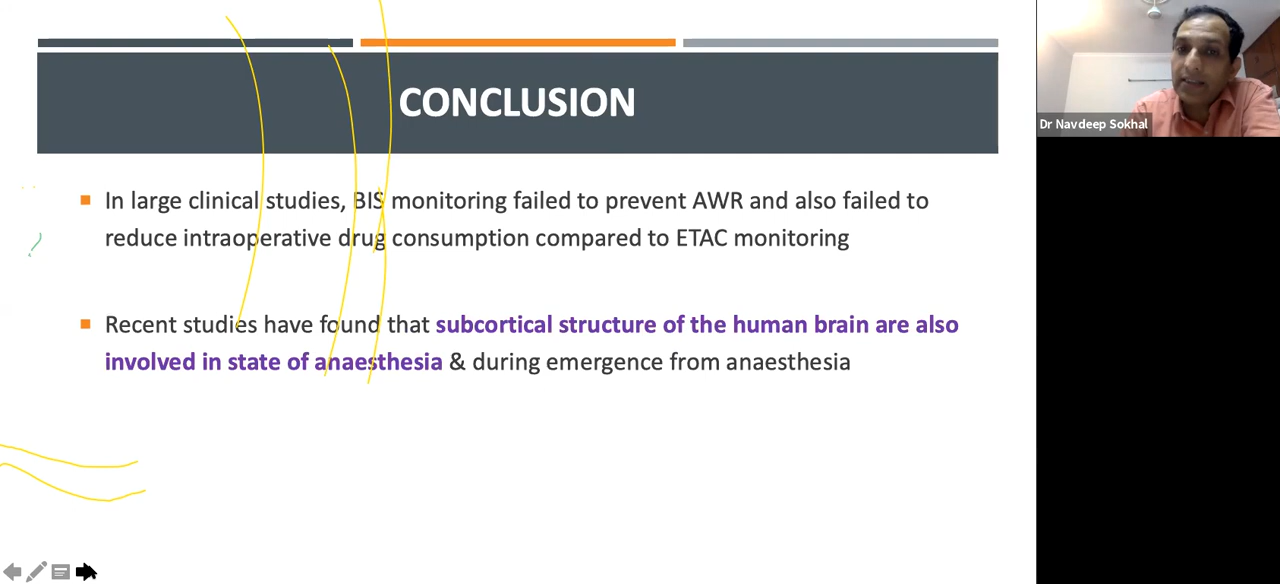 CONCLUSION
In large clinical studies, BIS monitoring failed to prevent AWR and also failed to
reduce intraoperative drug consumption compared to ETAC monitoring
Recent studies have found that subcortical structure of the human brain are also
involved in state of anaesthesia & during emergence from anaesthesia
Dr Navdeep Sokhal